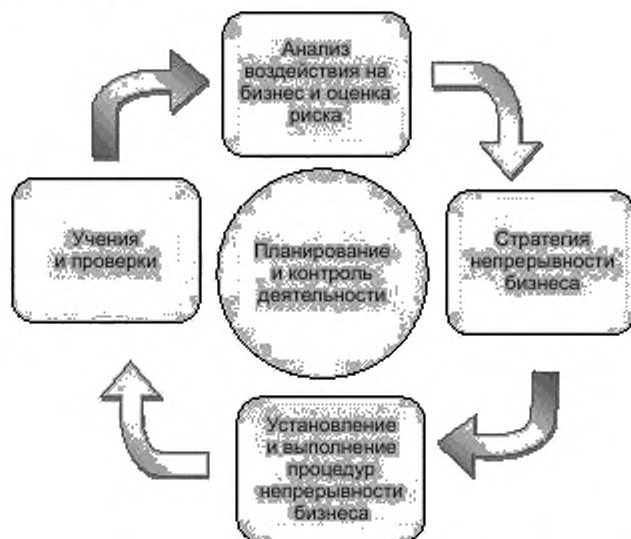 Анализ
воздействия на
бизнес и оценка
риска
Учения
и проверки
Планирование
и контроль
деятельности
Стратегия
непрерывности
бизнеса
Установление
и выполнение
процедур
непрерывности
бизнеса